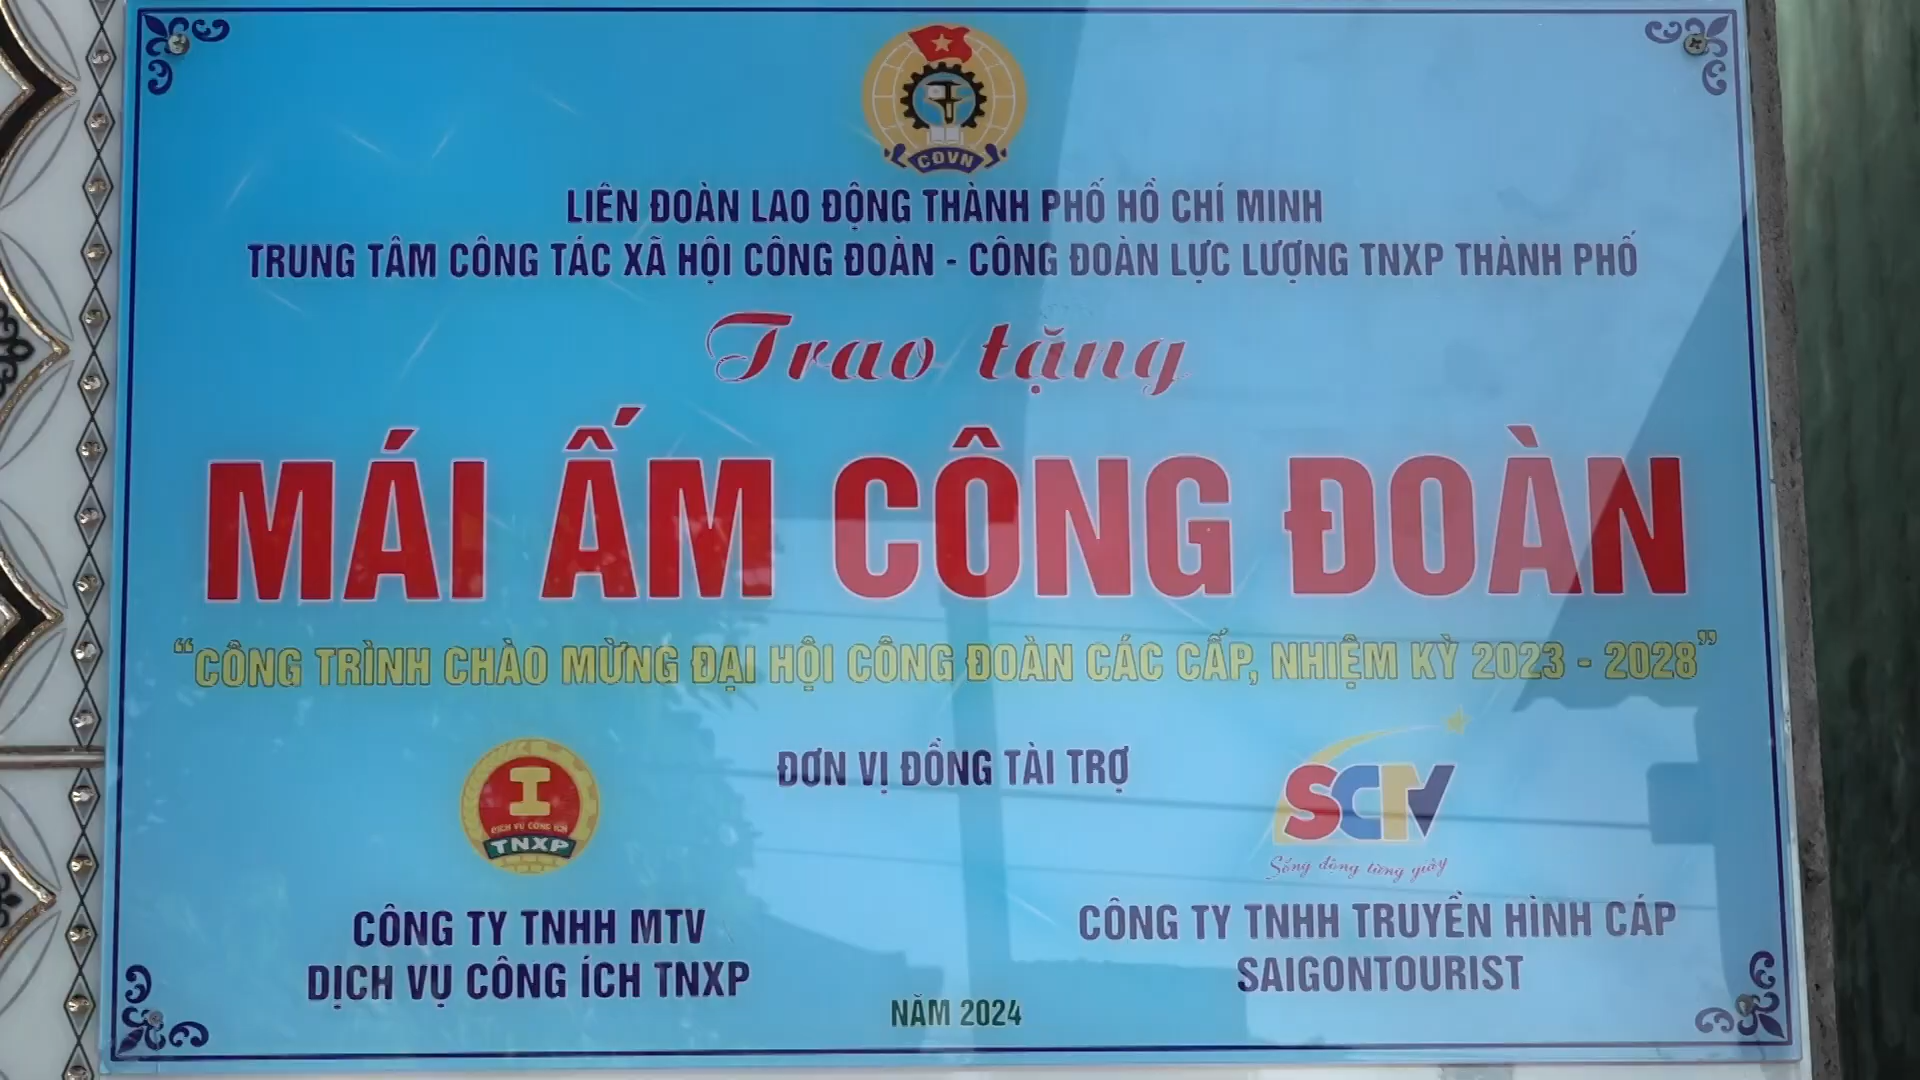 CĐVN
LIÊN ĐOÀN LAO ĐỘNG THÀNH PHỐ HỒ CHÍ MINH
TRUNG TÂM CÔNG TÁC XÃ HỘI CÔNG ĐOÀN - CÔNG ĐOÀN LỰC LƯỢNG TNXP THÀNH PHỐ
Trao tặng
MÁI ẤM CÔNG ĐOÀN
“CÔNG TRÌNH CHÀO MỪNG ĐẠI HỘI CÔNG ĐOÀN CÁC CẤP, NHIỆM KỲ 2023 - 2028”
ĐƠN VỊ ĐỒNG TÀI TRỢ
DỊCH VỤ CÔNG ÍCH
TNXP
SCTV
Sống động từng giây
CÔNG TY TNHH MTV
DỊCH VỤ CÔNG ÍCH TNXP
CÔNG TY TNHH TRUYỀN HÌNH CÁP
SAIGONTOURIST
NĂM 2024